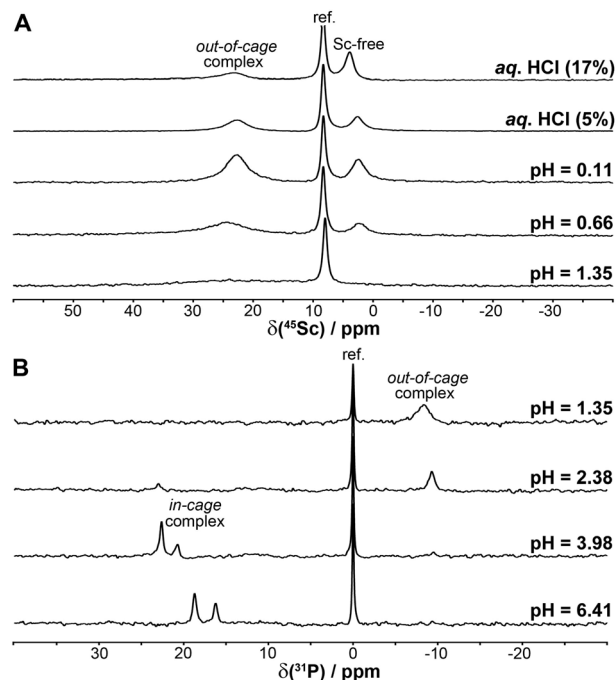 A
ref.
out-of-cage
complex
Sc-free
aq. HCl (17%)
aq. HCl (5%)
pH = 0.11
pH = 0.66
pH = 1.35
50 40 30 20 10 0 -10 -20 -30
δ(⁴⁵Sc) / ppm
B
ref.
out-of-cage
complex
pH = 1.35
pH = 2.38
in-cage
complex
pH = 3.98
pH = 6.41
30 20 10 0 -10 -20
δ(³¹P) / ppm